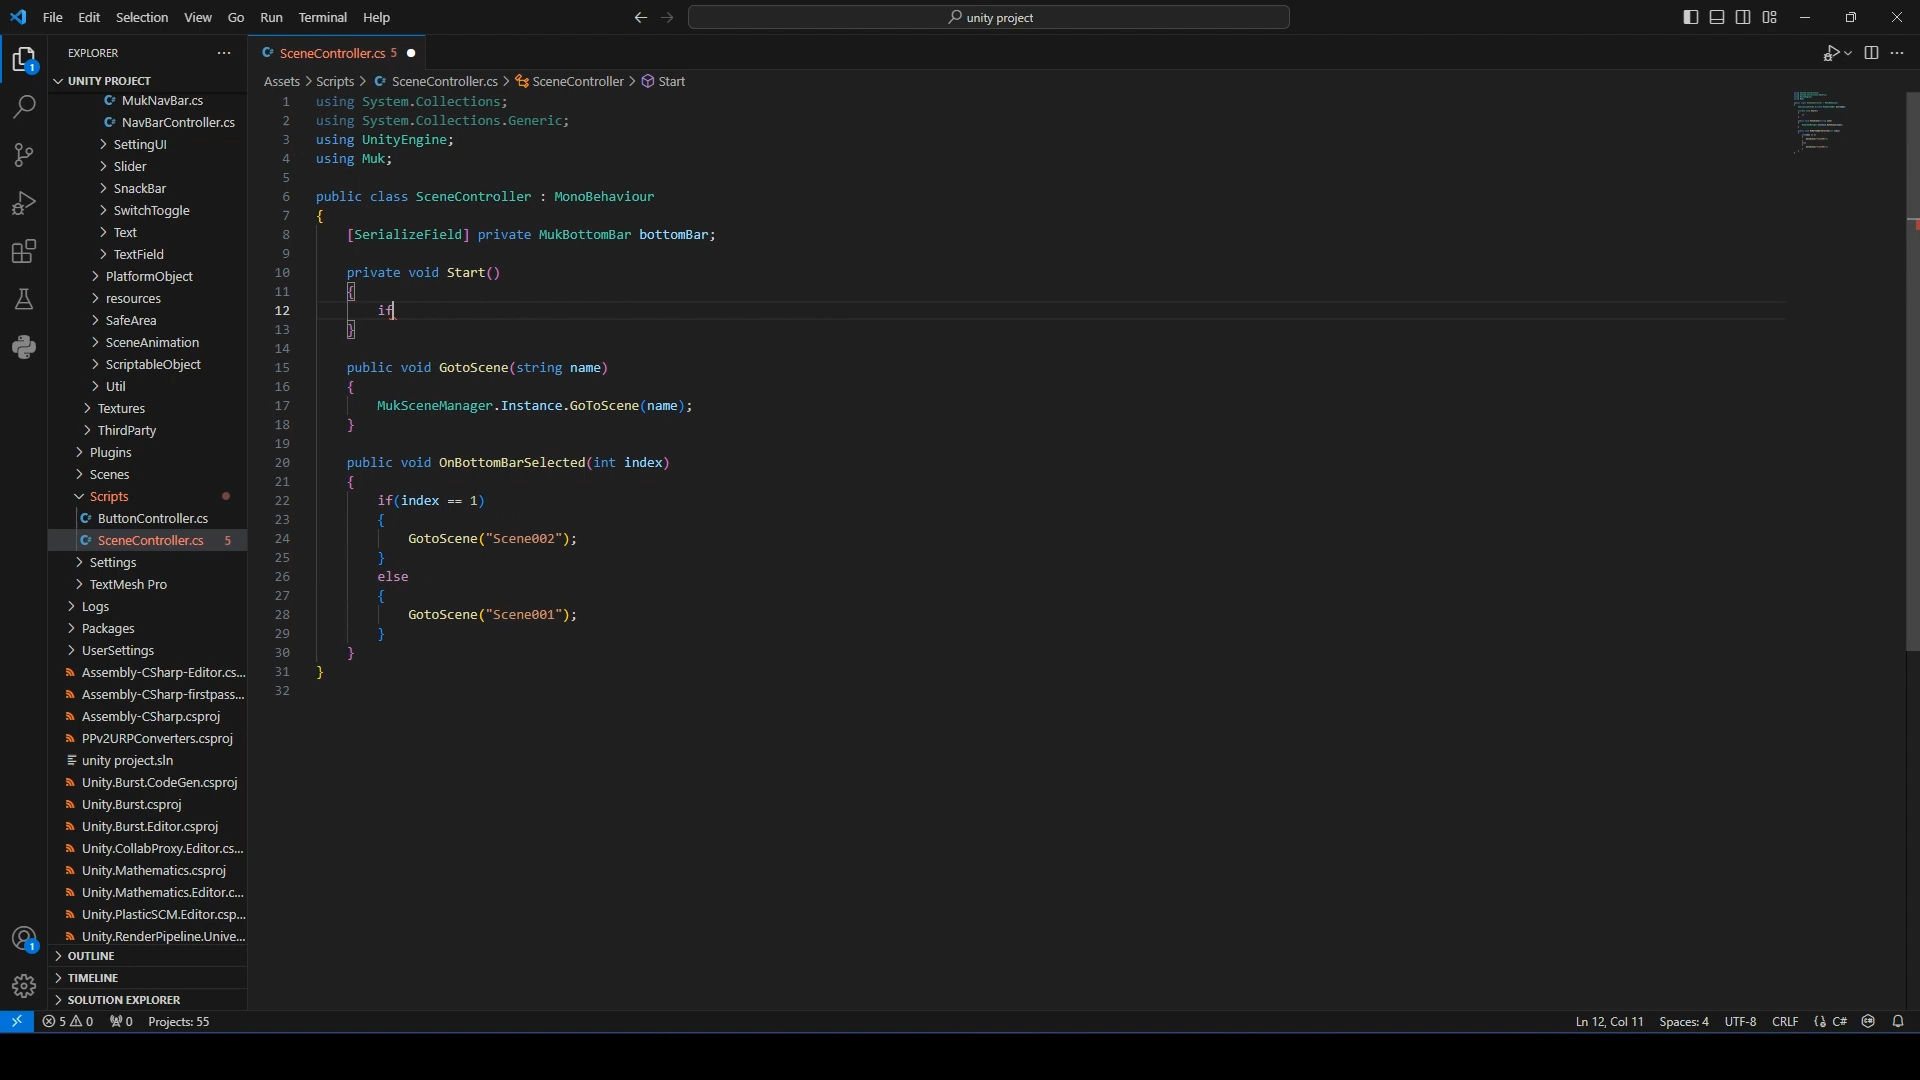 File Edit Selection View Go Run Terminal Help
unity project
EXPLORER
UNITY PROJECT
MukNavBar.cs
NavBarController.cs
SettingUI
Slider
SnackBar
SwitchToggle
Text
TextField
PlatformObject
resources
SafeArea
SceneAnimation
ScriptableObject
Util
Textures
ThirdParty
Plugins
Scenes
Scripts
ButtonController.cs
SceneController.cs 5
Settings
TextMesh Pro
Logs
Packages
UserSettings
Assembly-CSharp-Editor.cs...
Assembly-CSharp-firstpass...
Assembly-CSharp.csproj
PPv2URPConverters.csproj
unity project.sln
Unity.Burst.CodeGen.csproj
Unity.Burst.csproj
Unity.Burst.Editor.csproj
Unity.CollabProxy.Editor.cs...
Unity.Mathematics.csproj
Unity.Mathematics.Editor.c...
Unity.PlasticSCM.Editor.csp...
Unity.RenderPipeline.Unive...
OUTLINE
TIMELINE
SOLUTION EXPLORER
SceneController.cs 5
Assets > Scripts > SceneController.cs > SceneController > Start
1 using System.Collections;
2 using System.Collections.Generic;
3 using UnityEngine;
4 using Muk;
5
6 public class SceneController : MonoBehaviour
7 {
8 [SerializeField] private MukBottomBar bottomBar;
9
10 private void Start()
11 {
12 if
13 }
14
15 public void GotoScene(string name)
16 {
17 MukSceneManager.Instance.GoToScene(name);
18 }
19
20 public void OnBottomBarSelected(int index)
21 {
22 if(index == 1)
23 {
24 GotoScene("Scene002");
25 }
26 else
27 {
28 GotoScene("Scene001");
29 }
30 }
31 }
32
1
1
5 0 0 Projects: 55
Ln 12, Col 11 Spaces: 4 UTF-8 CRLF C#